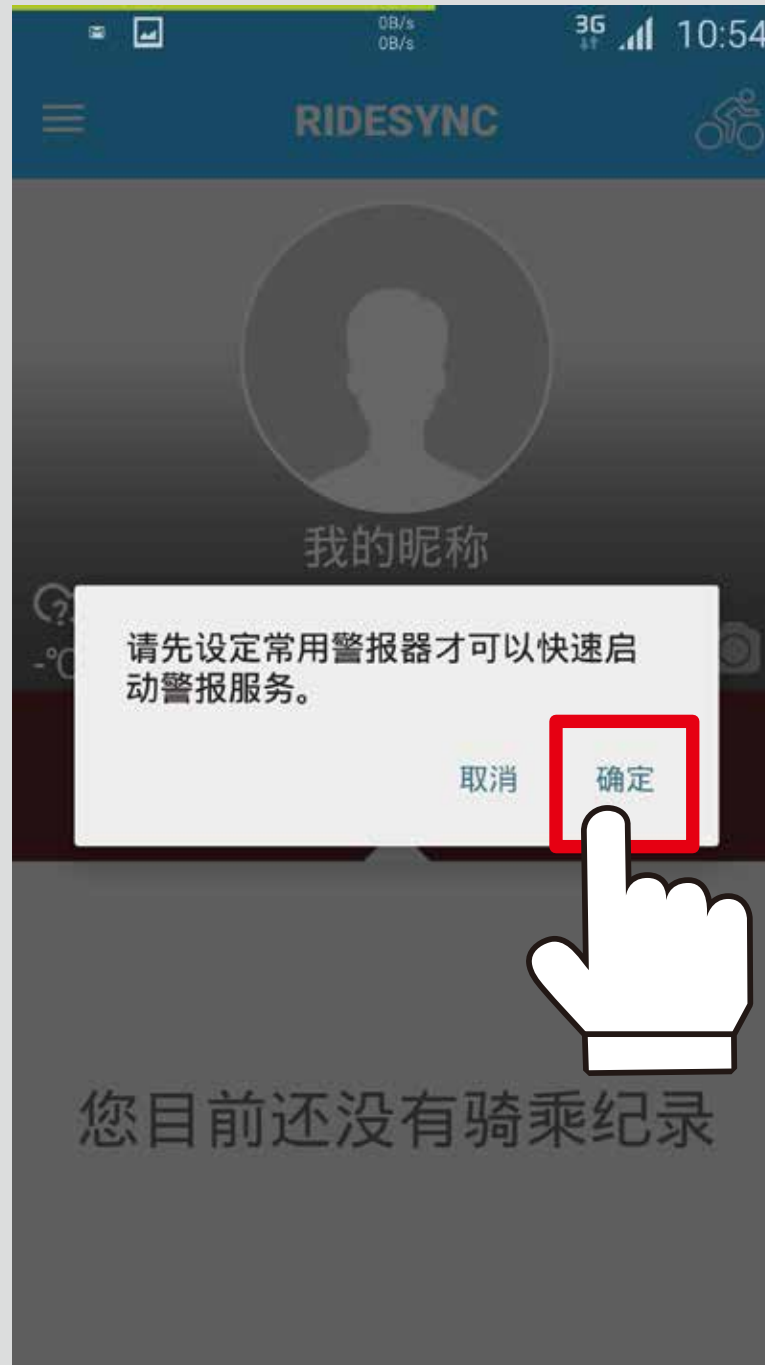 0B/s
0B/s
3G
10:54
RIDESYNC
我的昵称
-°C
请先设定常用警报器才可以快速启
动警报服务。
取消
确定
您目前还没有骑乘纪录